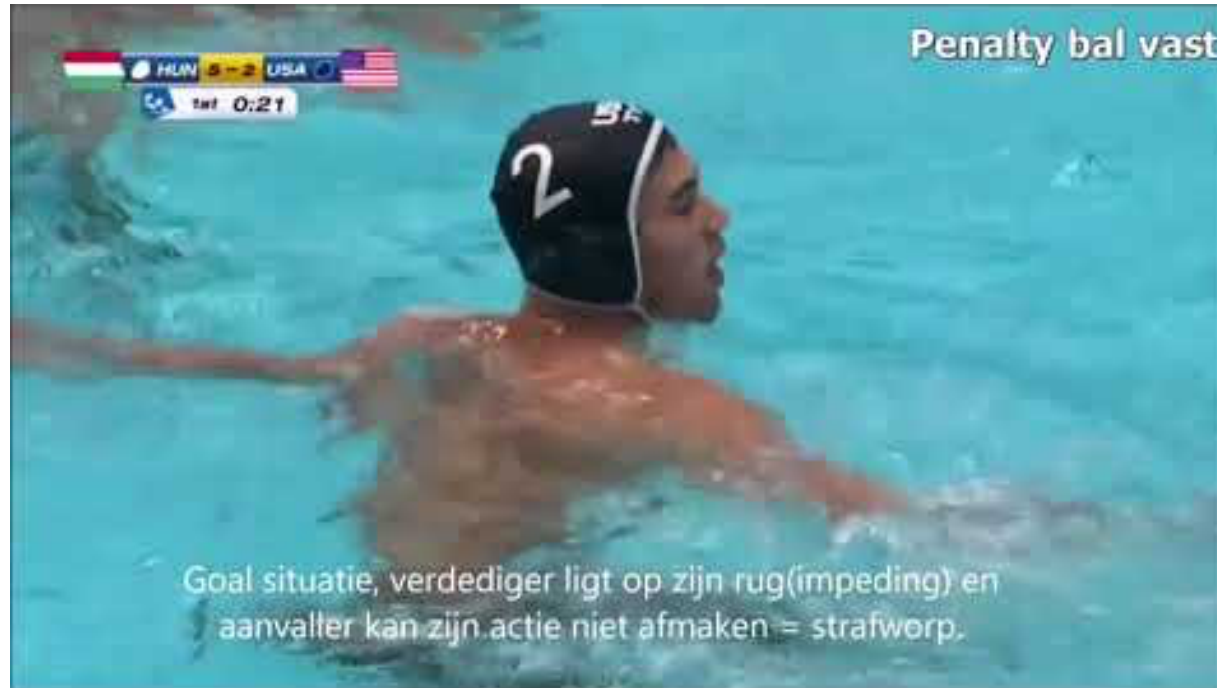 Penalty bal vast
HUN 5 - 2 USA
1st 0:21
2
Goal situatie, verdediger ligt op zijn rug(impeding) en
aanvaller kan zijn actie niet afmaken = strafworp.